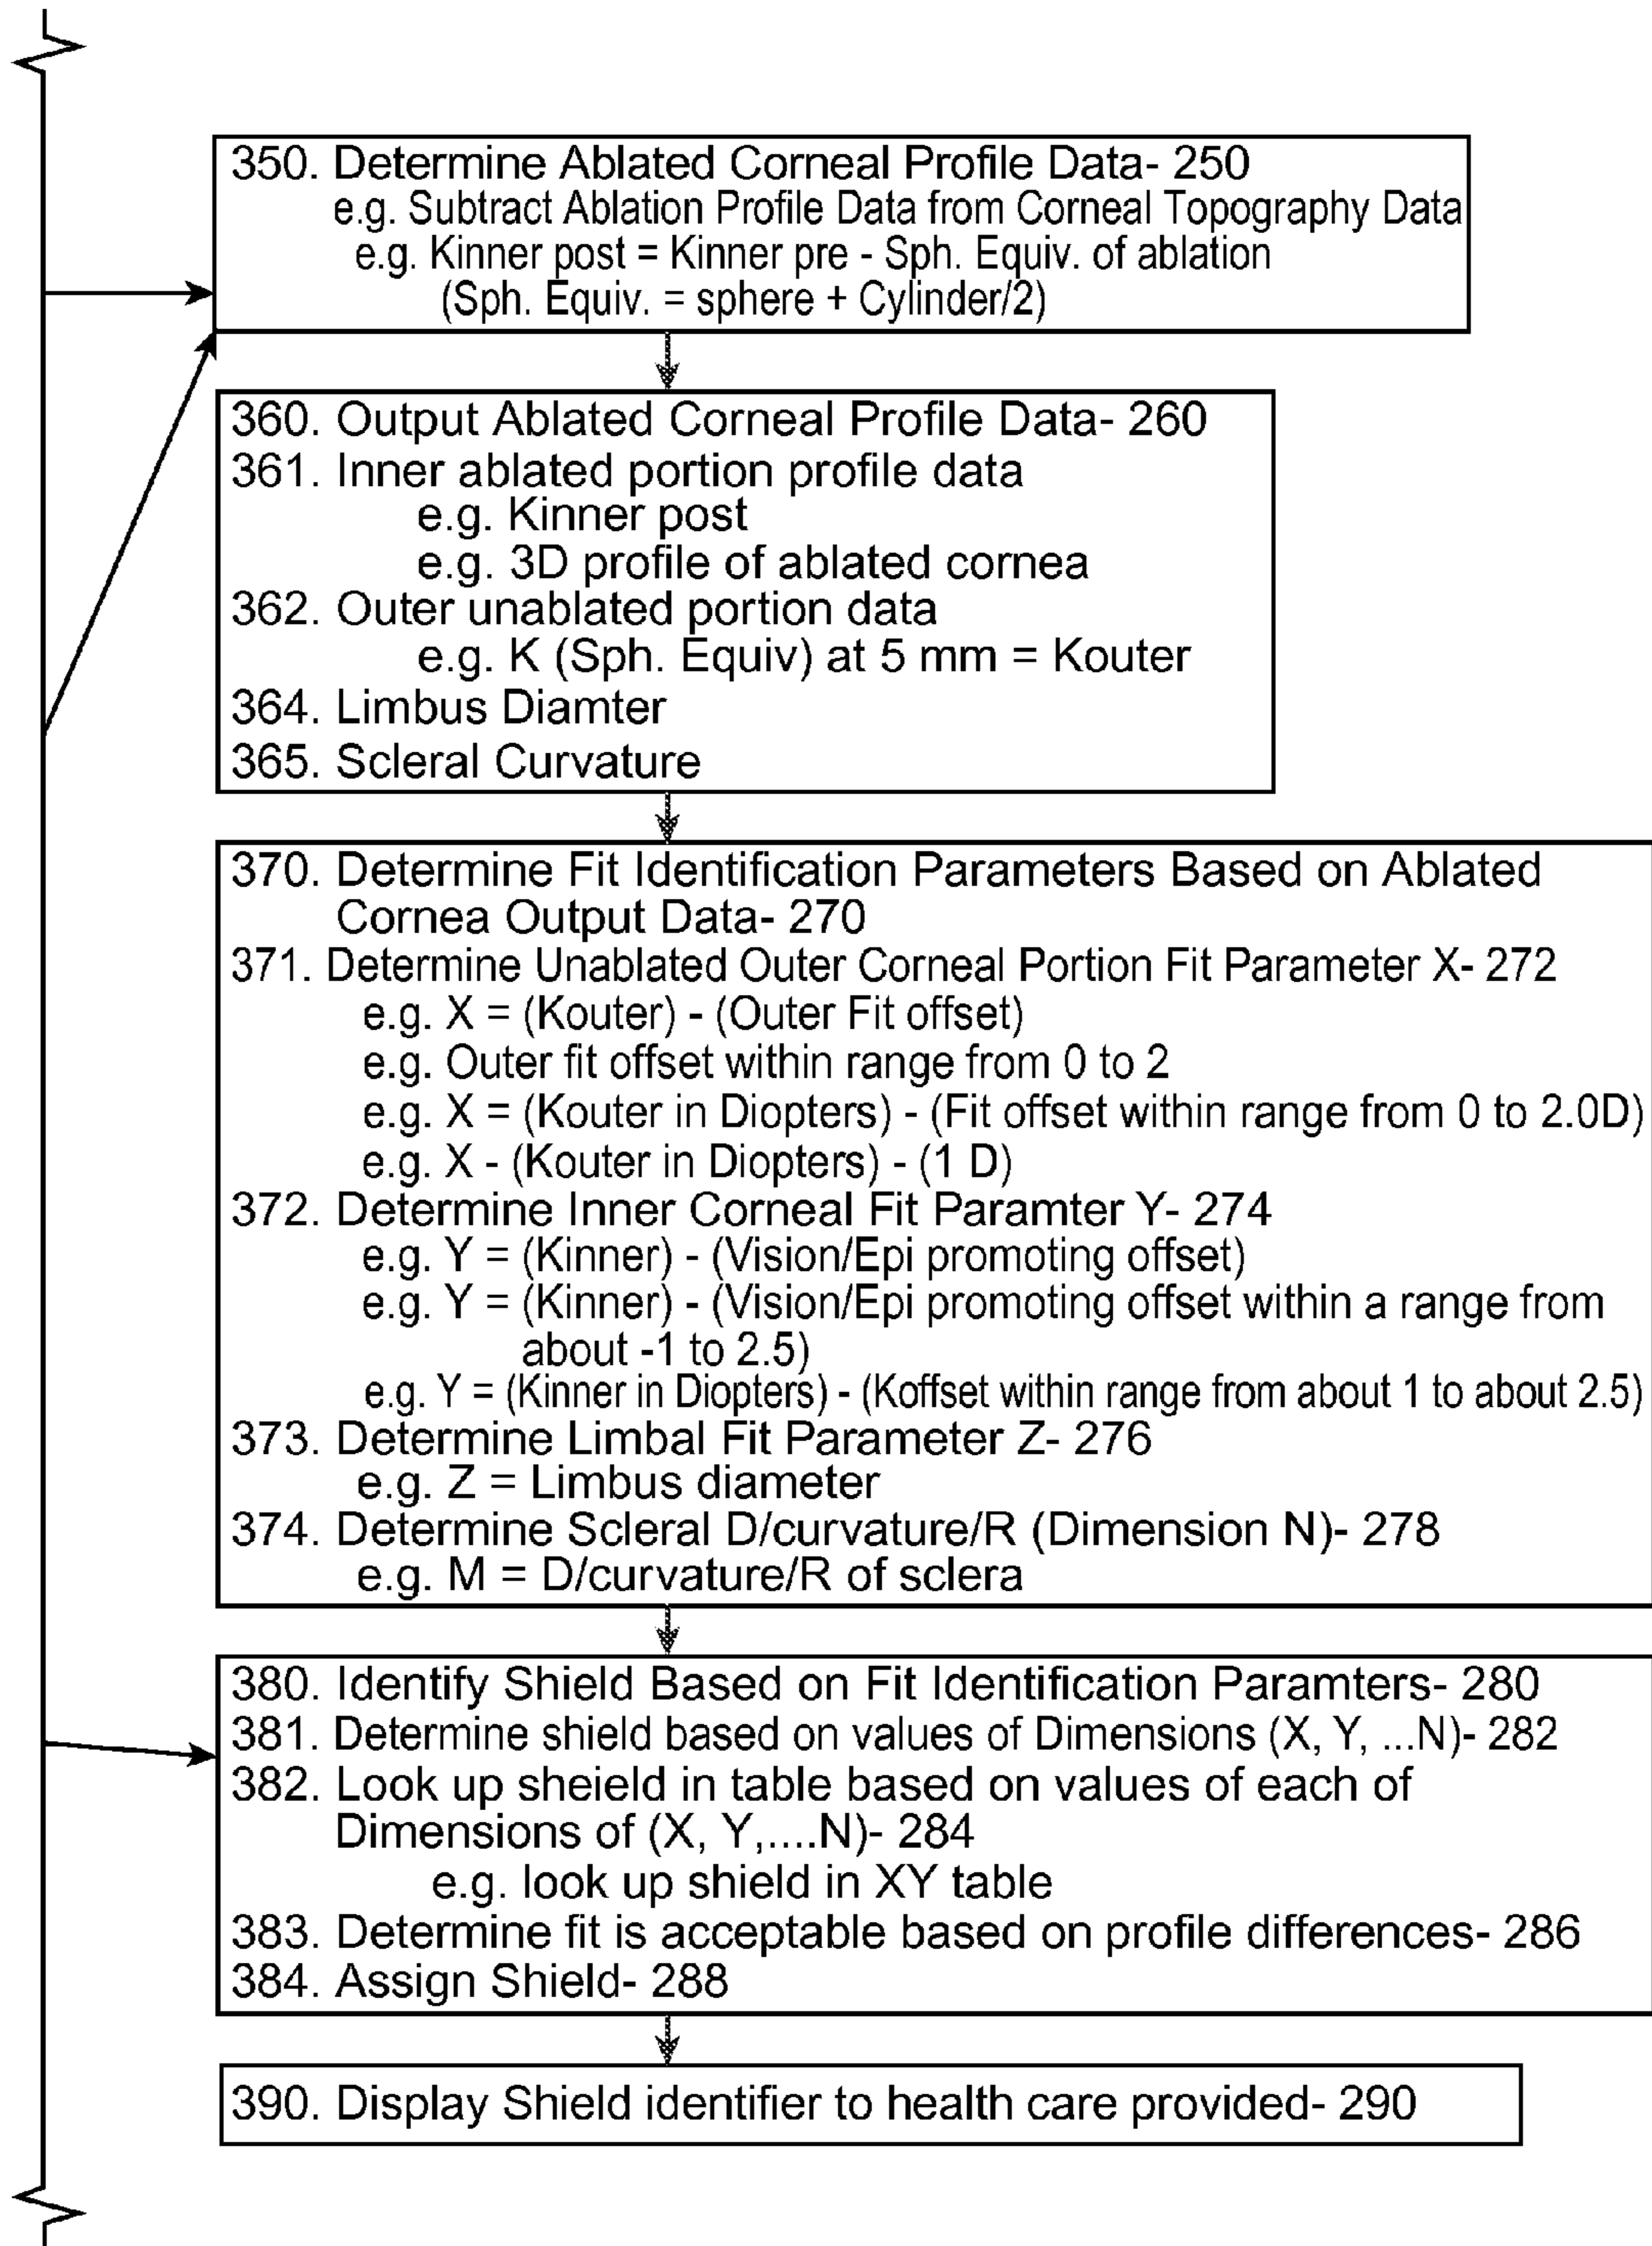 350. Determine Ablated Corneal Profile Data- 250
e.g. Subtract Ablation Profile Data from Corneal Topography Data
e.g. Kinner post = Kinner pre - Sph. Equiv. of ablation
(Sph. Equiv. = sphere + Cylinder/2)
360. Output Ablated Corneal Profile Data- 260
361. Inner ablated portion profile data
e.g. Kinner post
e.g. 3D profile of ablated cornea
362. Outer unablated portion data
e.g. K (Sph. Equiv) at 5 mm = Kouter
364. Limbus Diamter
365. Scleral Curvature
370. Determine Fit Identification Parameters Based on Ablated
Cornea Output Data- 270
371. Determine Unablated Outer Corneal Portion Fit Parameter X- 272
e.g. X = (Kouter) - (Outer Fit offset)
e.g. Outer fit offset within range from 0 to 2
e.g. X = (Kouter in Diopters) - (Fit offset within range from 0 to 2.0D)
e.g. X - (Kouter in Diopters) - (1 D)
372. Determine Inner Corneal Fit Paramter Y- 274
e.g. Y = (Kinner) - (Vision/Epi promoting offset)
e.g. Y = (Kinner) - (Vision/Epi promoting offset within a range from
about -1 to 2.5)
e.g. Y = (Kinner in Diopters) - (Koffset within range from about 1 to about 2.5)
373. Determine Limbal Fit Parameter Z- 276
e.g. Z = Limbus diameter
374. Determine Scleral D/curvature/R (Dimension N)- 278
e.g. M = D/curvature/R of sclera
380. Identify Shield Based on Fit Identification Paramters- 280
381. Determine shield based on values of Dimensions (X, Y, ...N)- 282
382. Look up sheield in table based on values of each of
Dimensions of (X, Y,....N)- 284
e.g. look up shield in XY table
383. Determine fit is acceptable based on profile differences- 286
384. Assign Shield- 288
390. Display Shield identifier to health care provided- 290